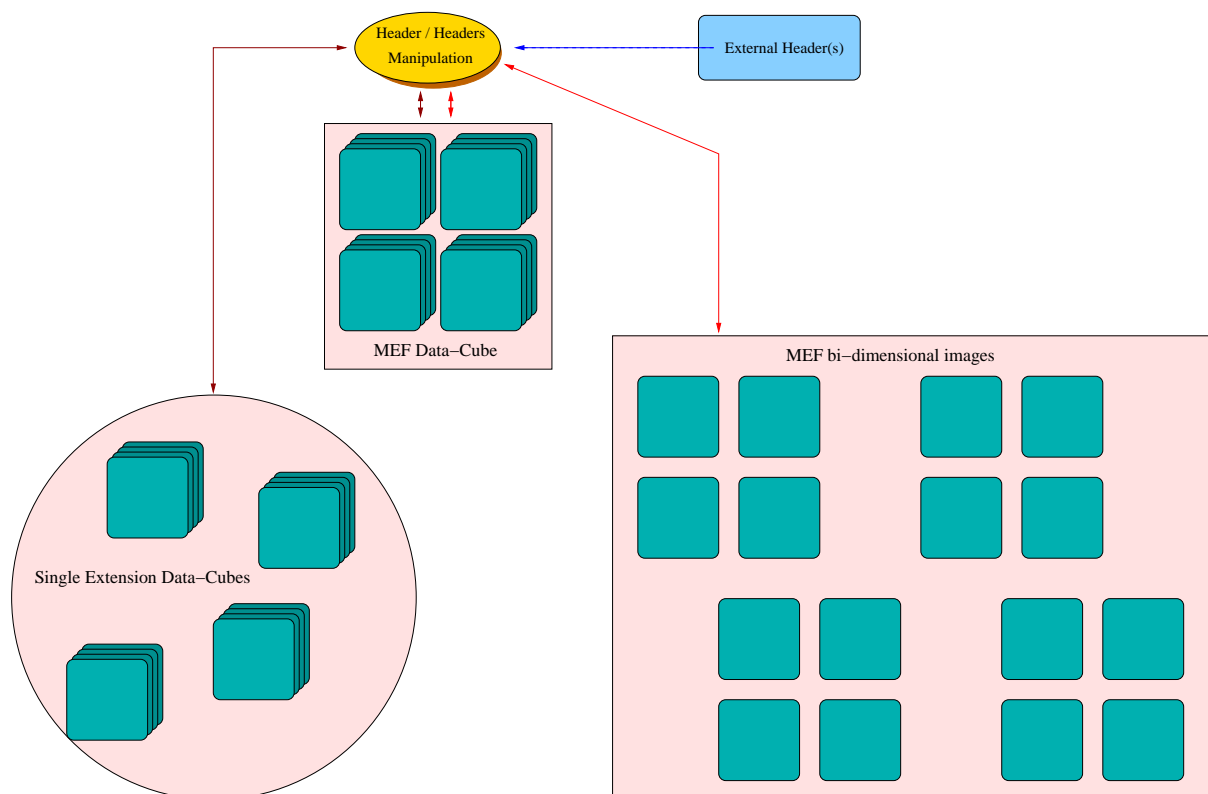 Header / Headers
Manipulation
External Header(s)
MEF Data−Cube
MEF bi−dimensional images
Single Extension Data−Cubes